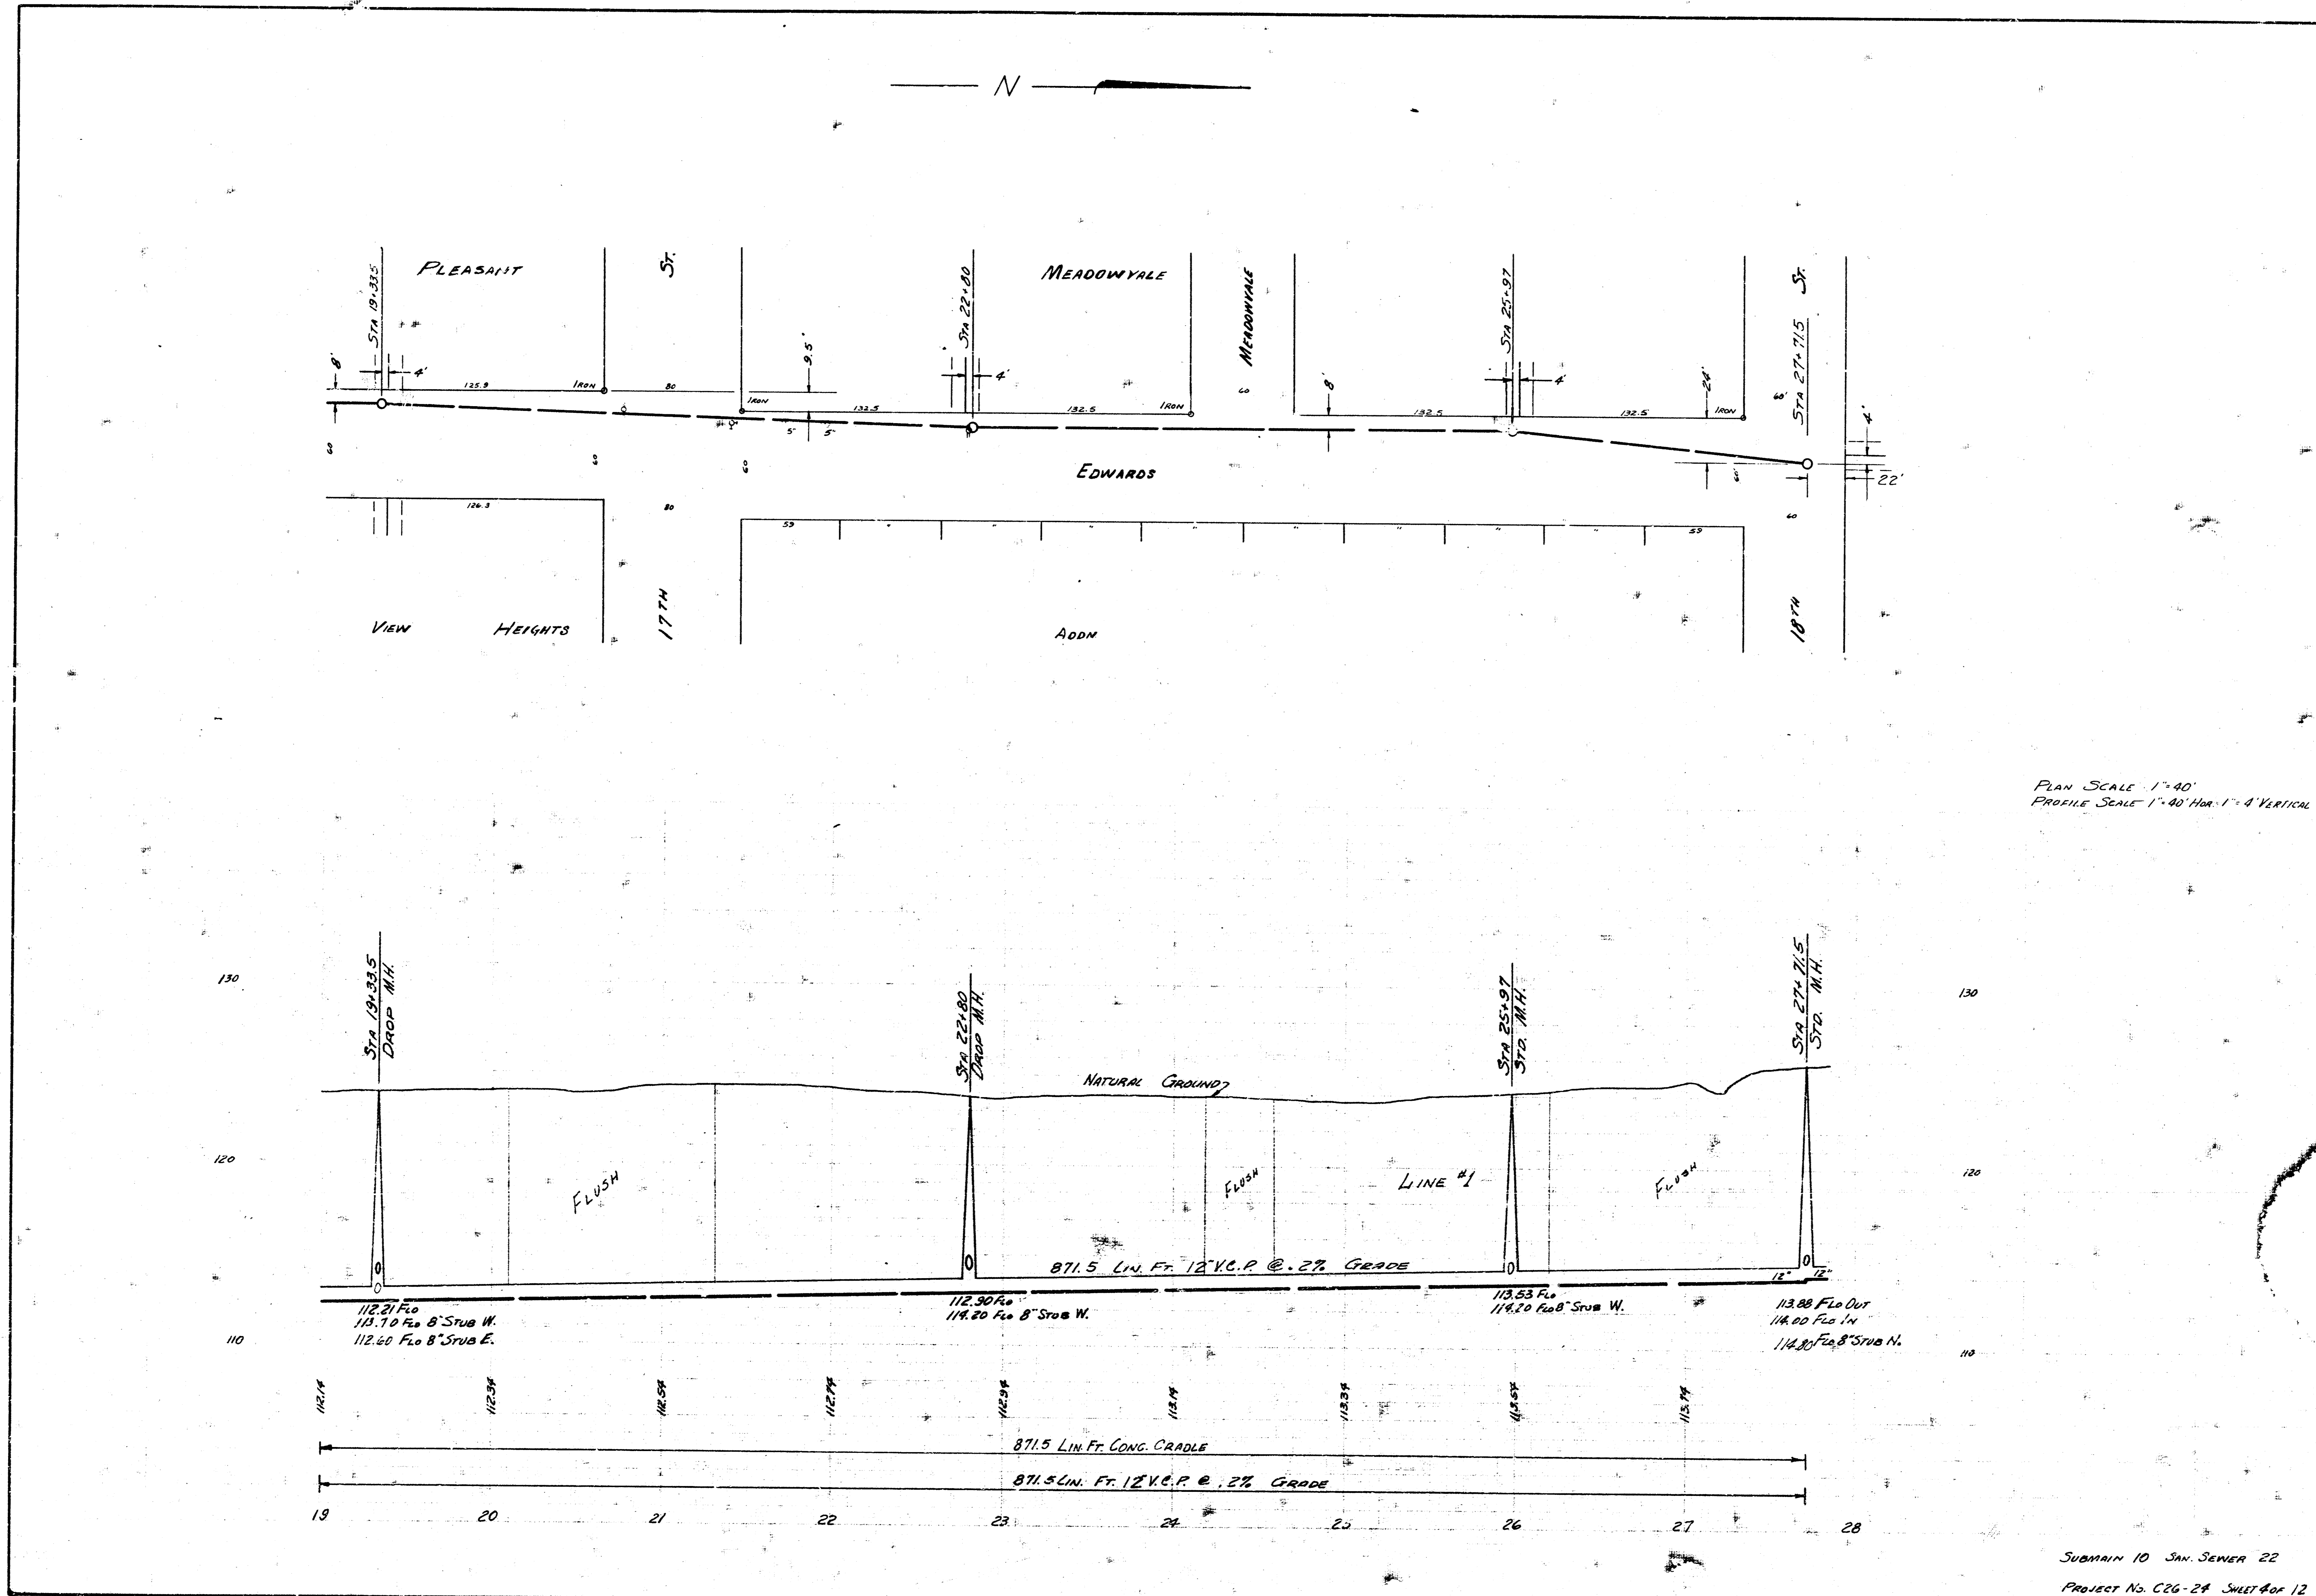 N
PLEASANT
ST.
MEADOWVALE
MEADOWVALE
ST.
STA 19+33.5
STA 22+80
STA 25+97
STA 27+71.5
8'
4'
125.9
IRON
80
IRON
9.5'
132.5
4'
132.5
IRON
60
8'
132.5
4'
132.5
24'
IRON
60'
4'
22'
60
60
60
5'
5'
EDWARDS
60
60
126.3
80
59
"
"
"
"
"
"
"
"
59
VIEW
HEIGHTS
17TH
ADDN
18TH
PLAN SCALE 1"=40'
PROFILE SCALE 1"=40' HOR. 1"=4' VERTICAL
130
STA 19+33.5
DROP M.H.
STA 22+80
DROP M.H.
STA 25+97
STD. M.H.
STA 27+71.5
STD. M.H.
130
NATURAL GROUND
120
FLUSH
FLUSH
LINE #1
FLUSH
120
871.5 LIN. FT. 12" V.C.P. @ .2% GRADE
12"
12"
112.21 FLO
113.70 FLO 8" STUB W.
112.60 FLO 8" STUB E.
112.90 FLO
114.20 FLO 8" STUB W.
113.53 FLO
114.20 FLO 8" STUB W.
113.88 FLO OUT
114.00 FLO IN
114.80 FLO 8" STUB N.
110
110
112.14
112.34
112.54
112.74
112.94
113.14
113.34
113.54
113.74
871.5 LIN. FT. CONC. CRADLE
871.5 LIN. FT. 12" V.C.P. @ .2% GRADE
19
20
21
22
23
24
25
26
27
28
SUBMAIN 10 SAN. SEWER 22
PROJECT NO. C26-24 SHEET 4 OF 12